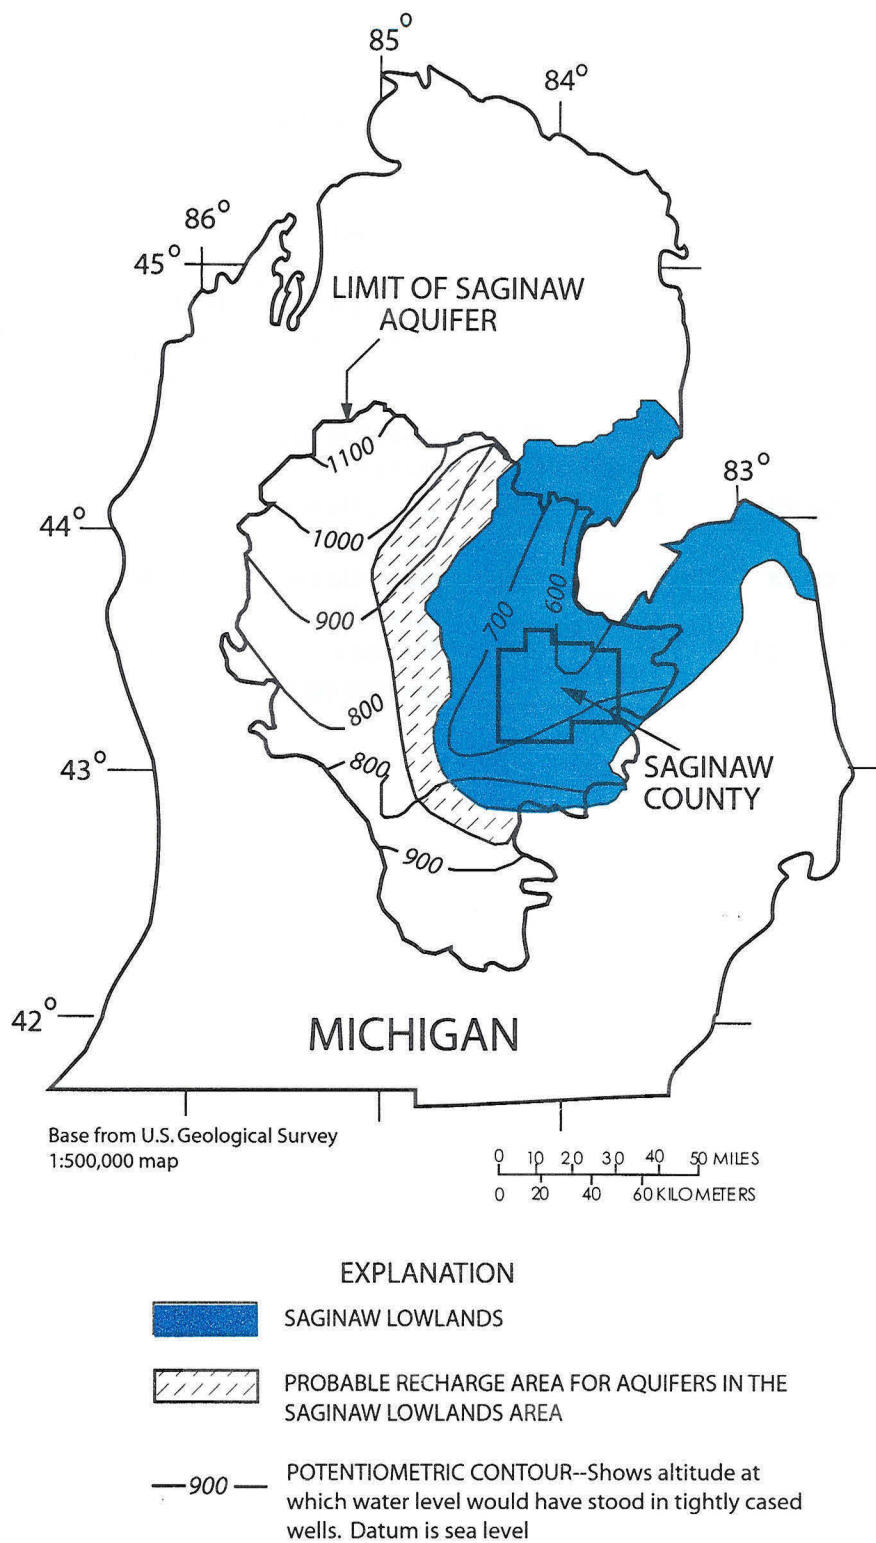 85°
84°
86°
45°
LIMIT OF SAGINAW
AQUIFER
1100
83°
44°
1000
900
700
600
800
43°
800
SAGINAW
COUNTY
900
42°
MICHIGAN
Base from U.S. Geological Survey
1:500,000 map
0 10 20 30 40 50 MILES
0 20 40 60 KILOMETERS
EXPLANATION
SAGINAW LOWLANDS
PROBABLE RECHARGE AREA FOR AQUIFERS IN THE
SAGINAW LOWLANDS AREA
900
POTENTIOMETRIC CONTOUR--Shows altitude at
which water level would have stood in tightly cased
wells. Datum is sea level